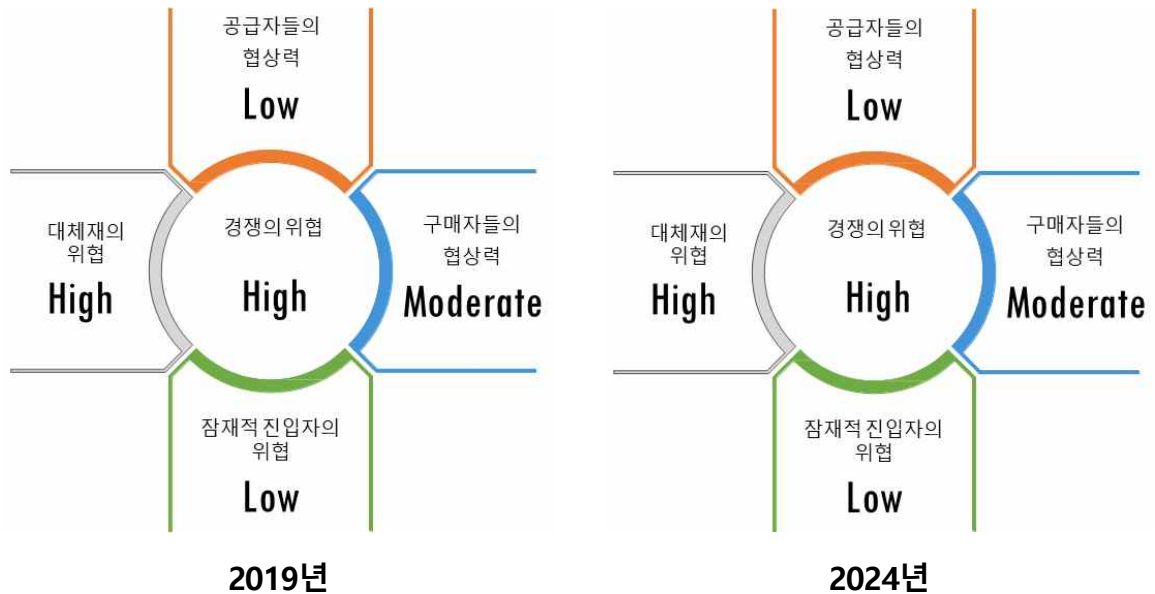 공급자들의
협상력
Low
대체재의
위협
High
경쟁의 위협
High
구매자들의
협상력
Moderate
잠재적 진입자의
위협
Low
2019년
공급자들의
협상력
Low
대체재의
위협
High
경쟁의 위협
High
구매자들의
협상력
Moderate
잠재적 진입자의
위협
Low
2024년